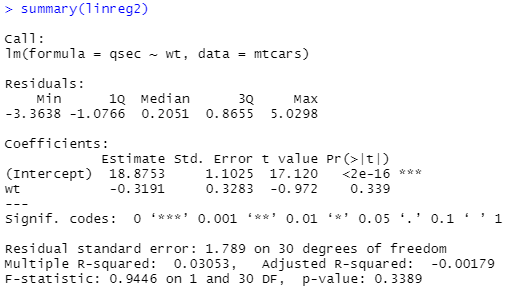 > summary(linreg2)
Call:
lm(formula = qsec ~ wt, data = mtcars)
Residuals:
Min 1Q Median 3Q Max
-3.3638 -1.0766 0.2051 0.8655 5.0298
Coefficients:
Estimate Std. Error t value Pr(>|t|)
(Intercept) 18.8753 1.1025 17.120 <2e-16 ***
wt -0.3191 0.3283 -0.972 0.339
---
Signif. codes: 0 ‘***’ 0.001 ‘**’ 0.01 ‘*’ 0.05 ‘.’ 0.1 ‘ ’ 1
Residual standard error: 1.789 on 30 degrees of freedom
Multiple R-squared: 0.03053, Adjusted R-squared: -0.00179
F-statistic: 0.9446 on 1 and 30 DF, p-value: 0.3389